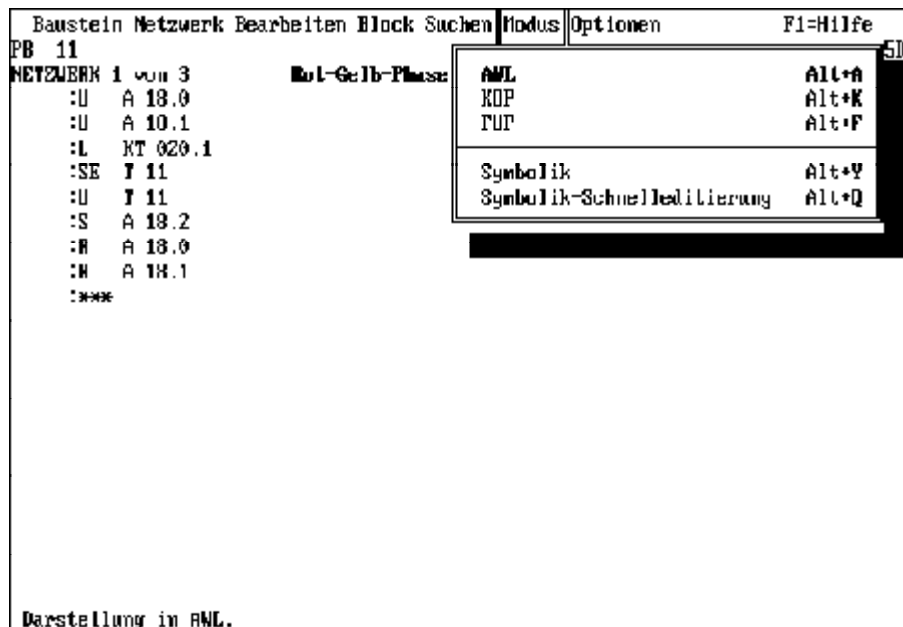 Baustein Netzwerk Bearbeiten Block Suchen Modus Optionen F1=Hilfe
PB 11
NETZWERK 1 von 3 Rot-Gelb-Phase
:U A 18.0
:U A 10.1
:L KT 020.1
:SE T 11
:U T 11
:S A 18.2
:R A 18.0
:R A 18.1
:***
AWL Alt+A
KOP Alt+K
FUP Alt+F
Symbolik Alt+Y
Symbolik-Schnelleditierung Alt+Q
Darstellung in AWL.